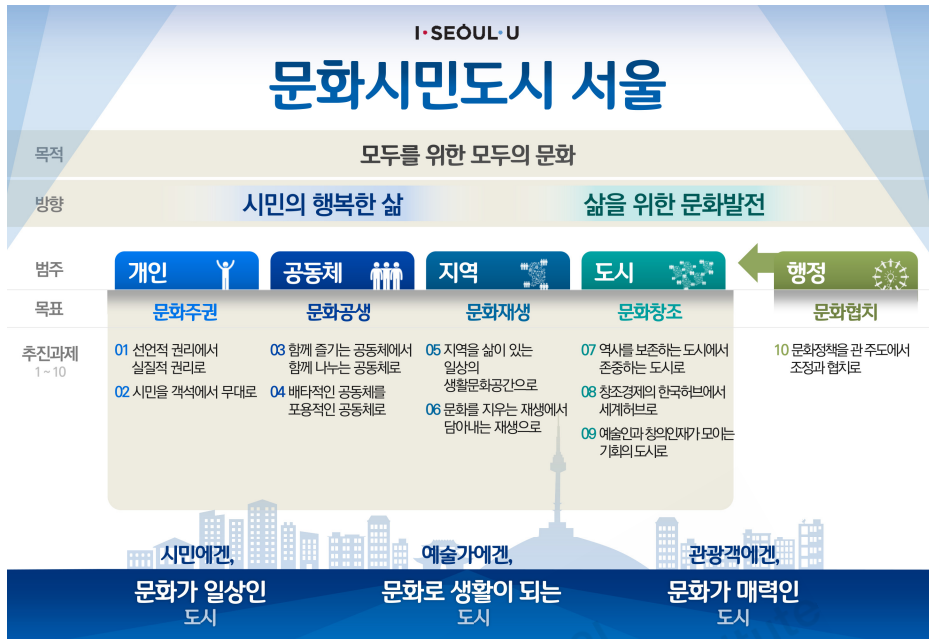 I·SEOUL·U
문화시민도시 서울
목적
모두를 위한 모두의 문화
방향
시민의 행복한 삶
삶을 위한 문화발전
범주
개인
공동체
지역
도시
행정
목표
문화주권
문화공생
문화재생
문화창조
문화협치
추진과제
1~10
01 선언적 권리에서
실질적 권리로
02 시민을 객석에서 무대로
03 함께 즐기는 공동체에서
함께 나누는 공동체로
04 배타적인 공동체를
포용적인 공동체로
05 지역을 삶이 있는
일상의
생활문화공간으로
06 문화를 지우는 재생에서
담아내는 재생으로
07 역사를 보존하는 도시에서
존중하는 도시로
08 창조경제의 한국허브에서
세계허브로
09 예술인과 창의인재가 모이는
기회의 도시로
10 문화정책을 관 주도에서
조정과 협치로
시민에겐,
문화가 일상인
도시
예술가에겐,
문화로 생활이 되는
도시
관광객에겐,
문화가 매력인
도시